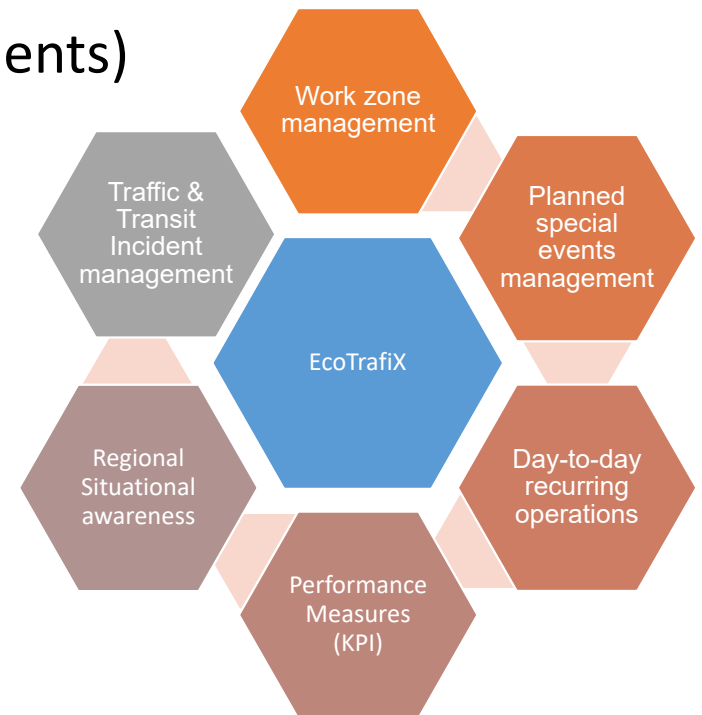 ents)
Work zone
management
Planned
special
events
management
Day-to-day
recurring
operations
Performance
Measures
(KPI)
Regional
Situational
awareness
Traffic &
Transit
Incident
management
EcoTrafiX